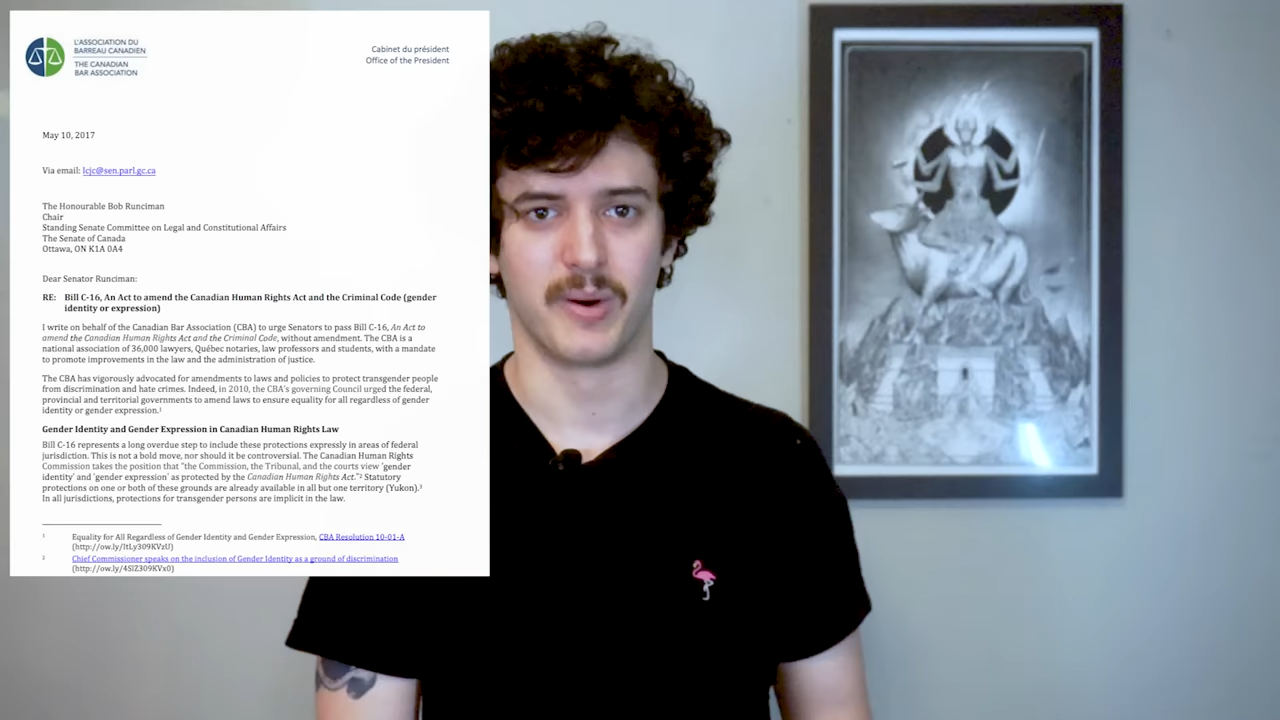 L'ASSOCIATION DU
BARREAU CANADIEN
THE CANADIAN
BAR ASSOCIATION
Cabinet du président
Office of the President
May 10, 2017
Via email: lcjc@sen.parl.gc.ca
The Honourable Bob Runciman
Chair
Standing Senate Committee on Legal and Constitutional Affairs
The Senate of Canada
Ottawa, ON K1A 0A4
Dear Senator Runciman:
RE: Bill C-16, An Act to amend the Canadian Human Rights Act and the Criminal Code (gender
identity or expression)
I write on behalf of the Canadian Bar Association (CBA) to urge Senators to pass Bill C-16, An Act to
amend the Canadian Human Rights Act and the Criminal Code, without amendment. The CBA is a
national association of 36,000 lawyers, Québec notaries, law professors and students, with a mandate
to promote improvements in the law and the administration of justice.
The CBA has vigorously advocated for amendments to laws and policies to protect transgender people
from discrimination and hate crimes. Indeed, in 2010, the CBA's governing Council urged the federal,
provincial and territorial governments to amend laws to ensure equality for all regardless of gender
identity or gender expression.¹
Gender Identity and Gender Expression in Canadian Human Rights Law
Bill C-16 represents a long overdue step to include these protections expressly in areas of federal
jurisdiction. This is not a bold move, nor should it be controversial. The Canadian Human Rights
Commission takes the position that "the Commission, the Tribunal, and the courts view 'gender
identity' and 'gender expression' as protected by the Canadian Human Rights Act."² Statutory
protections on one or both of these grounds are already available in all but one territory (Yukon).³
In all jurisdictions, protections for transgender persons are implicit in the law.
1 Equality for All Regardless of Gender Identity and Gender Expression, CBA Resolution 10-01-A
(http://ow.ly/ltLy309KVzU)
2 Chief Commissioner speaks on the inclusion of Gender Identity as a ground of discrimination
(http://ow.ly/4SlZ309KVx0)